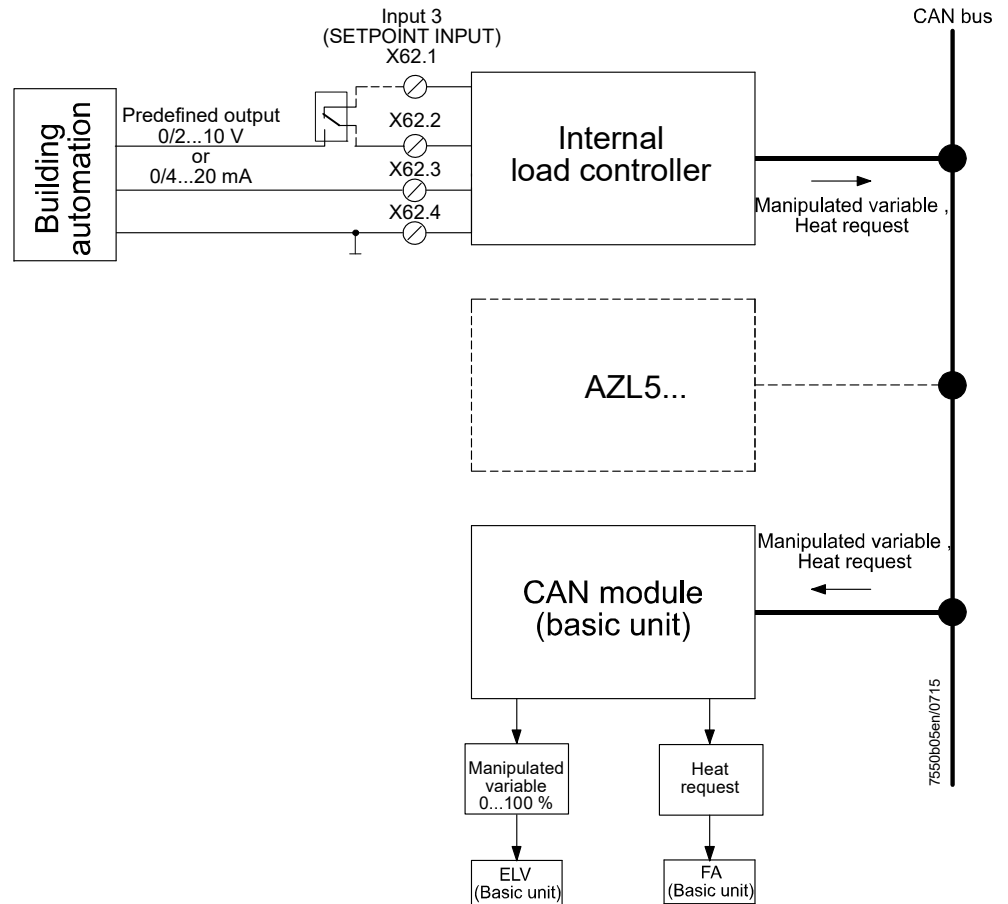 Input 3
(SETPOINT INPUT)
X62.1
CAN bus
Building
automation
Predefined output
0/2...10 V
or
0/4...20 mA
X62.2
X62.3
X62.4
Internal
load controller
Manipulated variable ,
Heat request
AZL5...
Manipulated variable ,
Heat request
CAN module
(basic unit)
Manipulated
variable
0...100 %
Heat
request
ELV
(Basic unit)
FA
(Basic unit)
7550b05en/0715